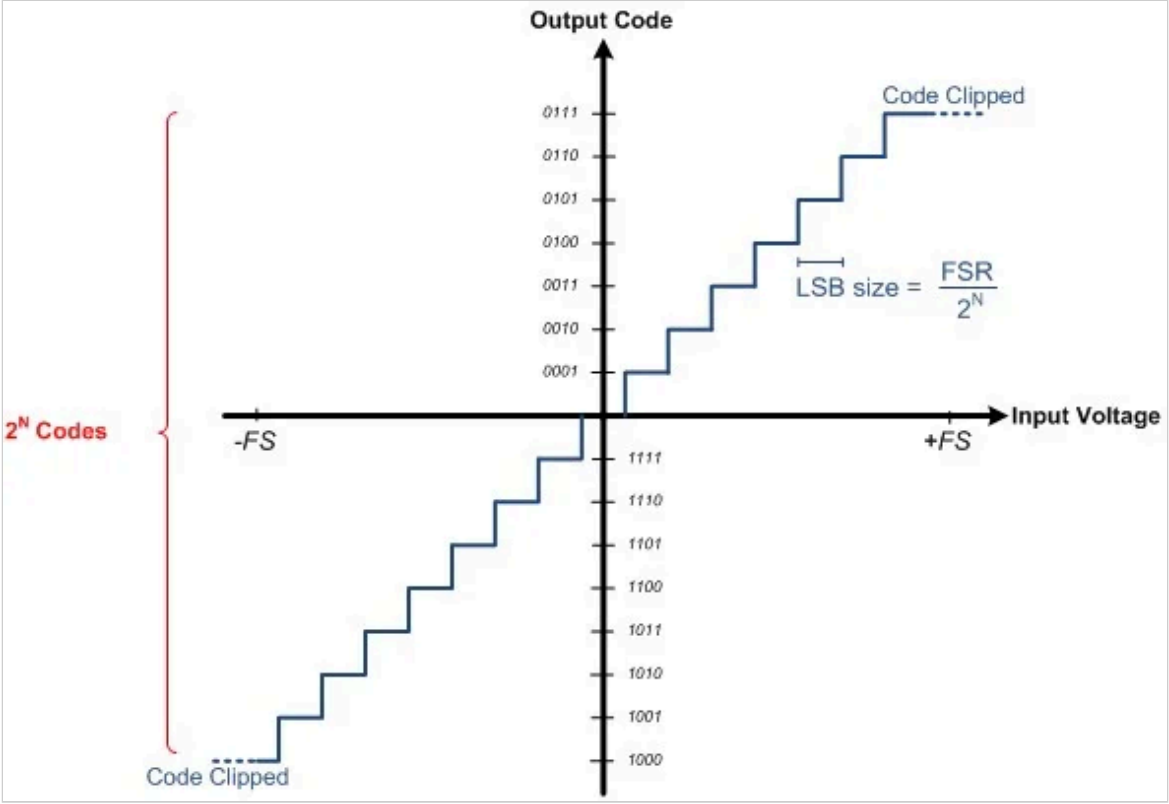 Output Code
Code Clipped
0111
0110
0101
0100
0011
LSB size = FSR
2^N
0010
0001
2^N Codes
-FS
+FS
Input Voltage
1111
1110
1101
1100
1011
1010
1001
1000
Code Clipped